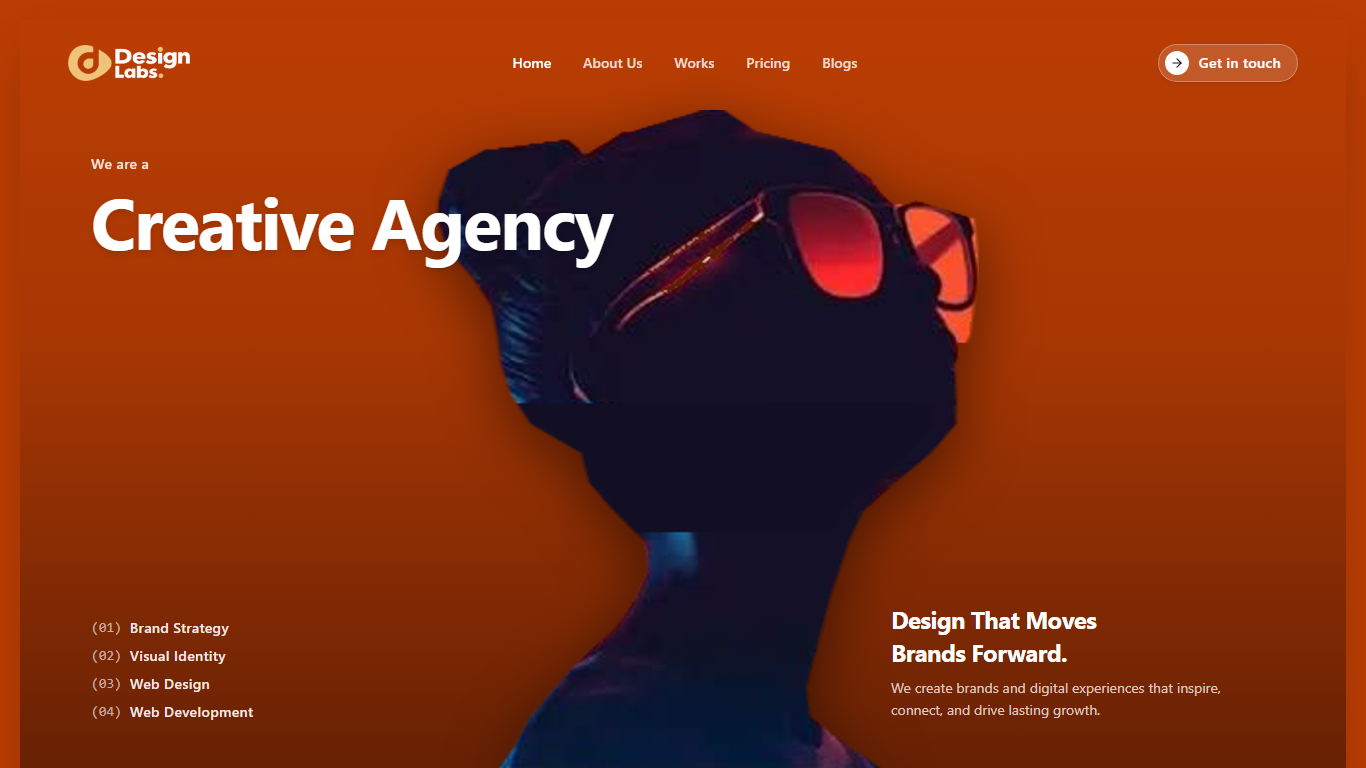 Design
Labs.
Home
About Us
Works
Pricing
Blogs
Get in touch
We are a
Creative Agency
(01) Brand Strategy
(02) Visual Identity
(03) Web Design
(04) Web Development
Design That Moves
Brands Forward.
We create brands and digital experiences that inspire,
connect, and drive lasting growth.